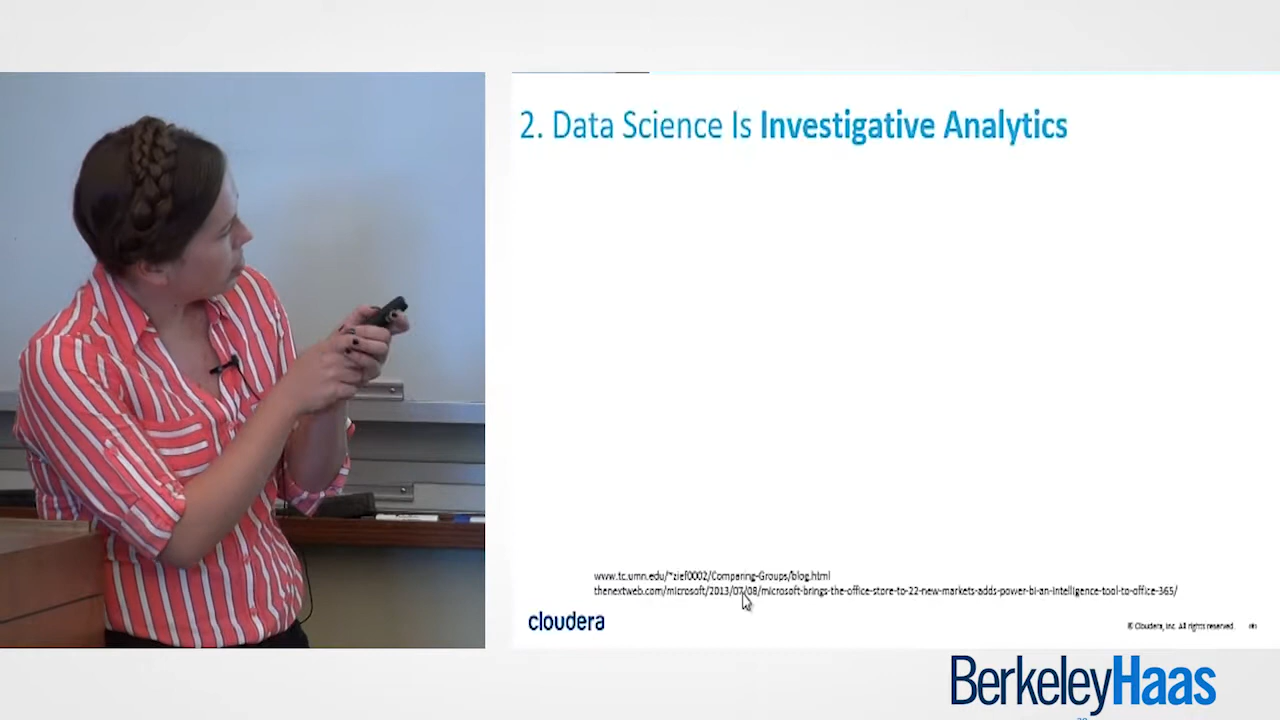 2. Data Science Is Investigative Analytics
www.tc.umn.edu/~zief0002/Comparing-Groups/blog.html
thenextweb.com/microsoft/2013/07/08/microsoft-brings-the-office-store-to-22-new-markets-adds-power-bi-an-intelligence-tool-to-office-365/
cloudera
© Cloudera, Inc. All rights reserved.
BerkeleyHaas